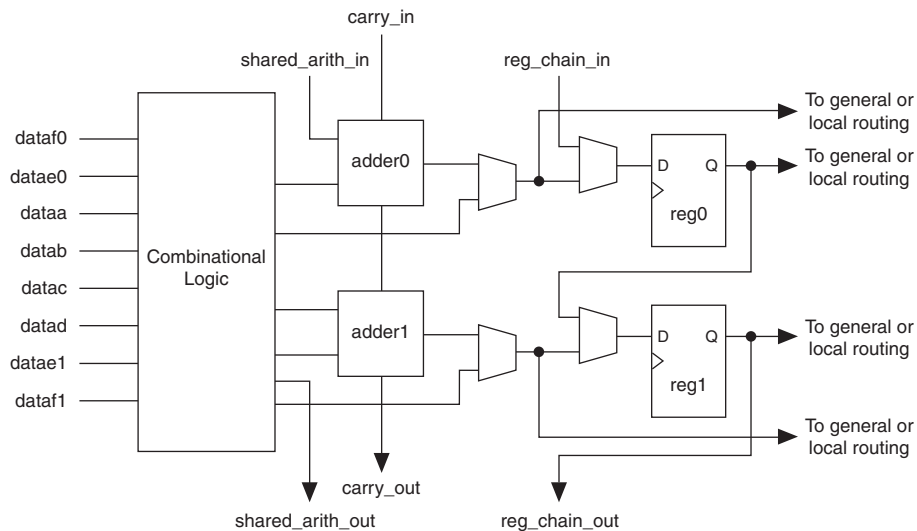 carry_in
shared_arith_in
reg_chain_in
To general or
local routing
dataf0
adder0
D
Q
To general or
local routing
datae0
dataa
reg0
datab
Combinational
Logic
datac
datad
adder1
D
Q
To general or
local routing
datae1
reg1
dataf1
To general or
local routing
carry_out
shared_arith_out
reg_chain_out